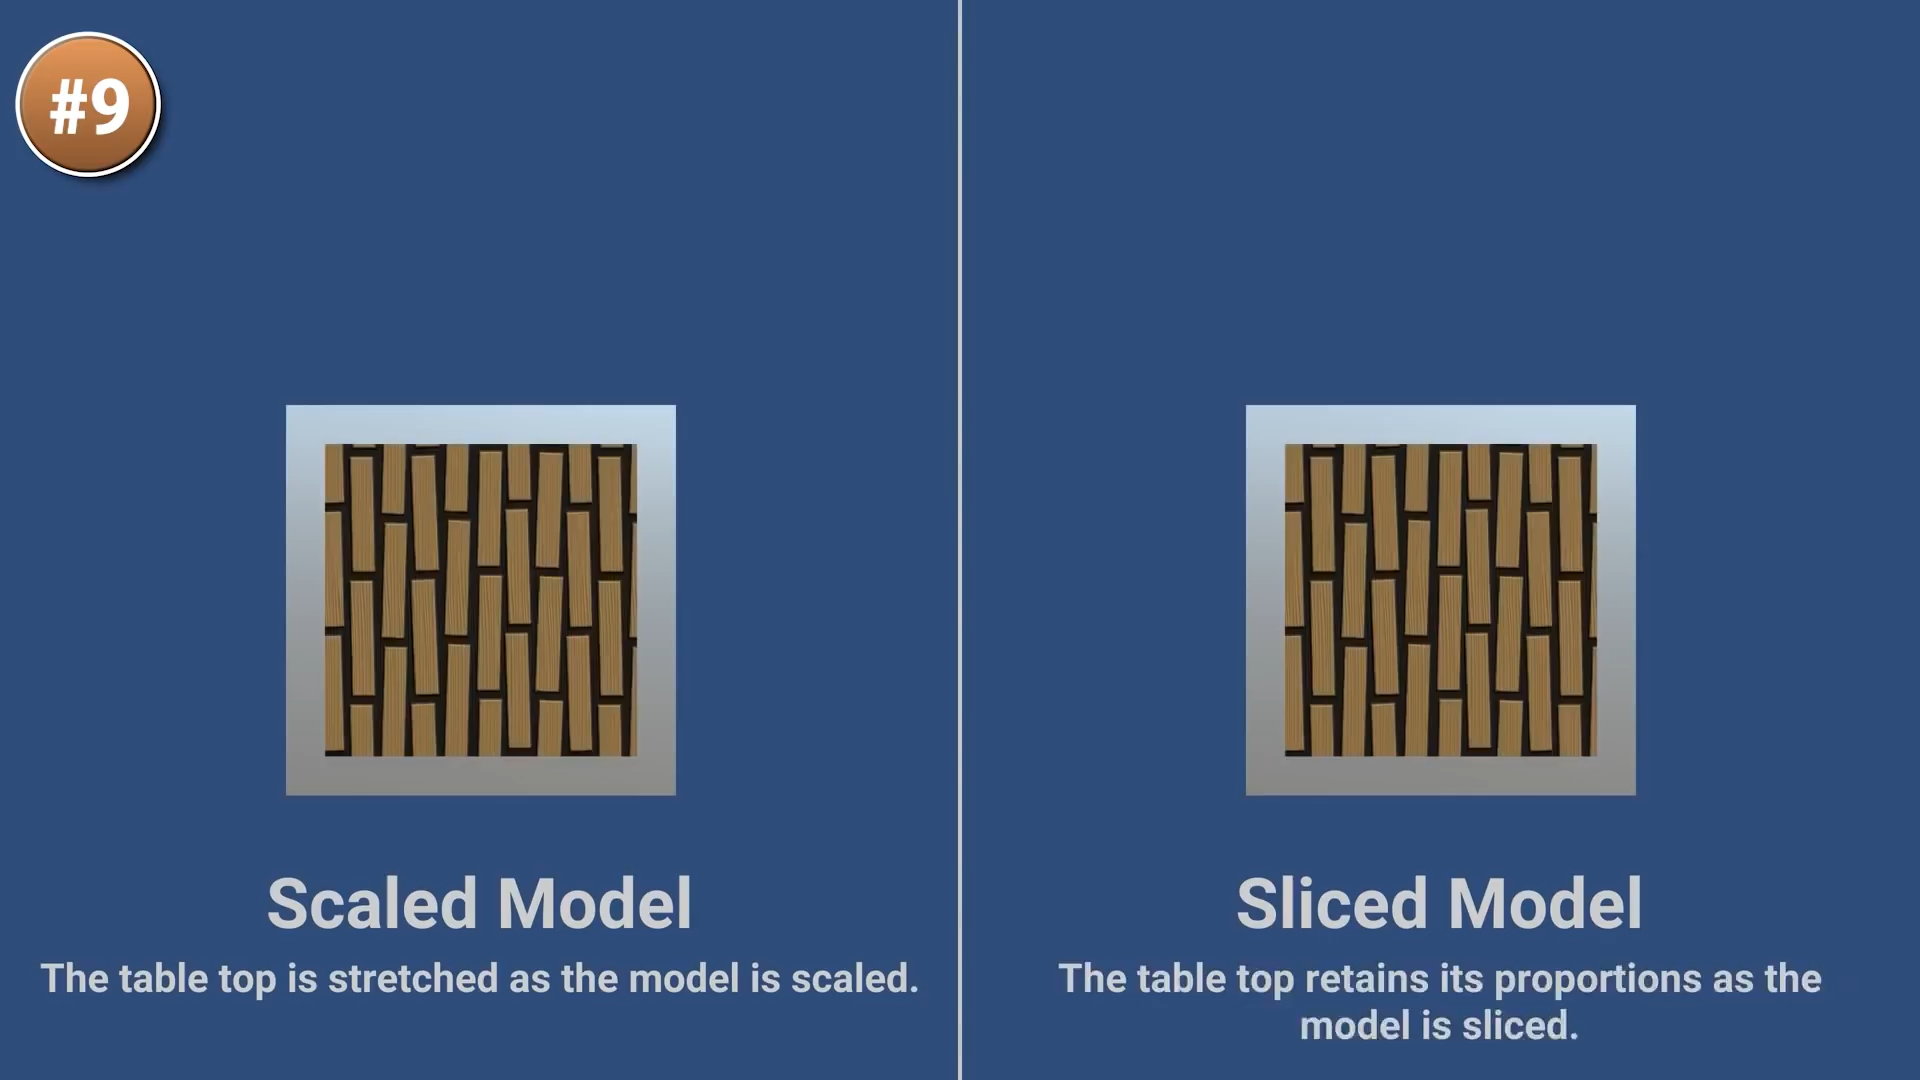 #9
Scaled Model
The table top is stretched as the model is scaled.
Sliced Model
The table top retains its proportions as the
model is sliced.